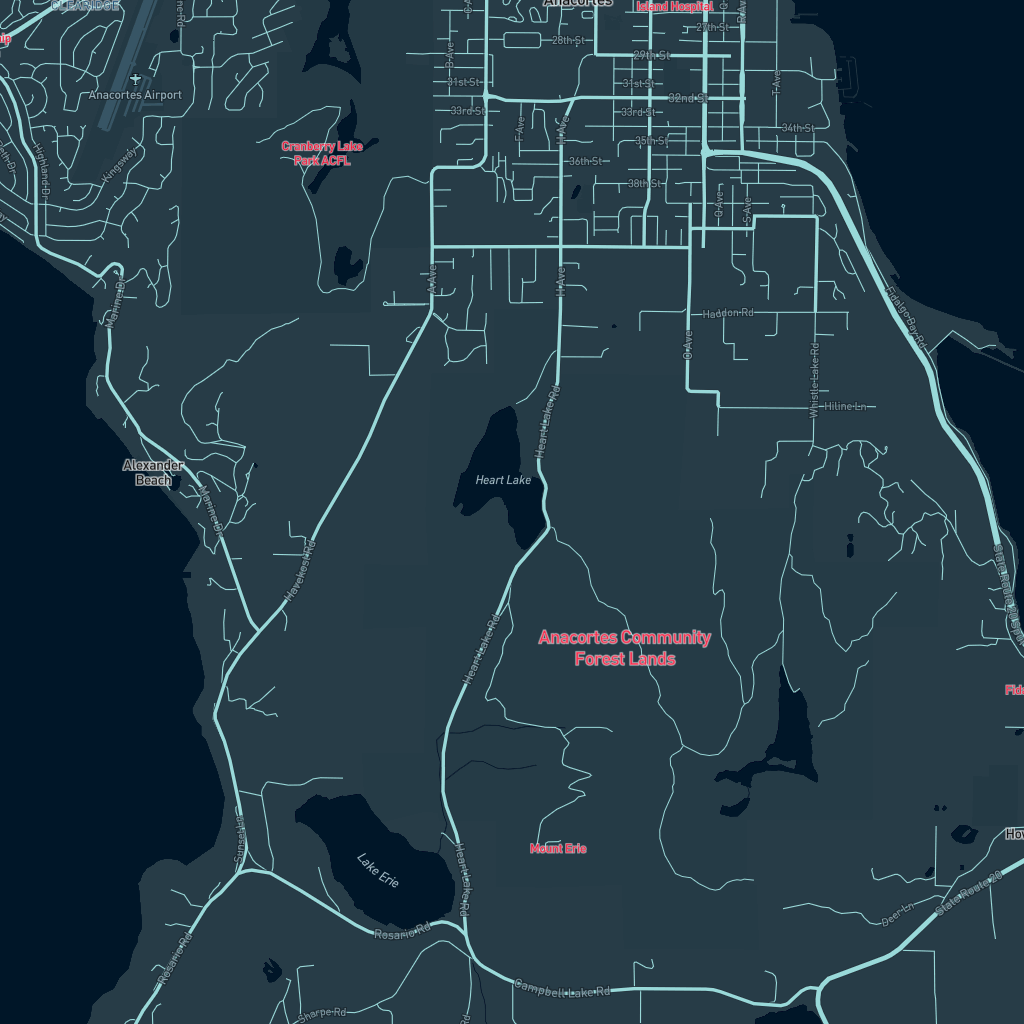 CLEARIDGE
Anacortes
Island Hospital
27th St
28th St
29th St
B Ave
R Ave
T Ave
31st St
31st St
Anacortes Airport
32nd St
33rd St
33rd St
F Ave
H Ave
34th St
35th St
Cranberry Lake
Park ACFL
36th St
38th St
Kingsway
Highland Dr
Q Ave
S Ave
A Ave
H Ave
Marine Dr
Haddon Rd
O Ave
Fidalgo Bay Rd
Whistle Lake Rd
Hiline Ln
Heart Lake Rd
Alexander
Beach
Heart Lake
Marine Dr
Havekost Rd
State Route 20 Spur
Anacortes Community
Forest Lands
Heart Lake Rd
Sunset Rd
Mount Erie
Lake Erie
Heart Lake Rd
Rosario Rd
Deer Ln
State Route 20
Rosario Rd
Campbell Lake Rd
Sharpe Rd
Rd